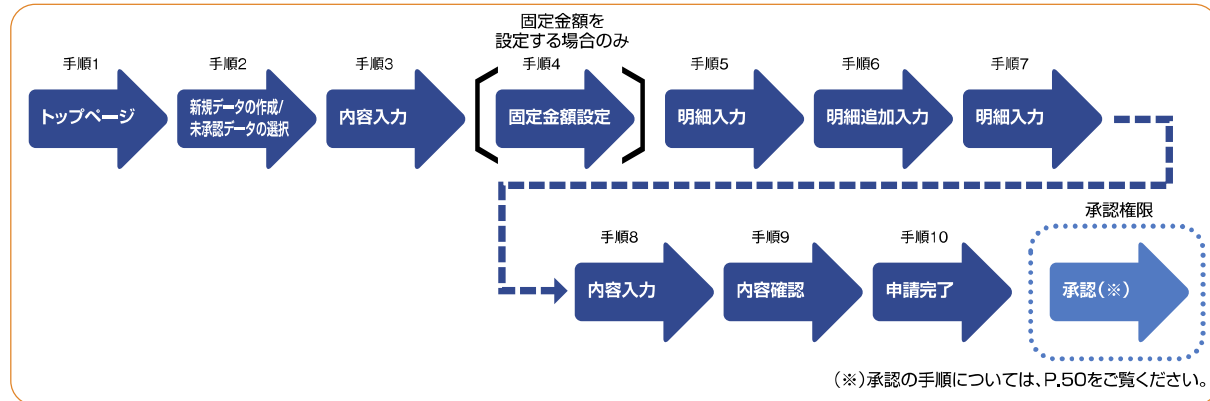 固定金額を
設定する場合のみ
手順1
トップページ
手順2
新規データの作成/
未承認データの選択
手順3
内容入力
手順4
固定金額設定
手順5
明細入力
手順6
明細追加入力
手順7
明細入力
手順8
内容入力
手順9
内容確認
手順10
申請完了
承認権限
承認(※)
(※)承認の手順については、P.50をご覧ください。